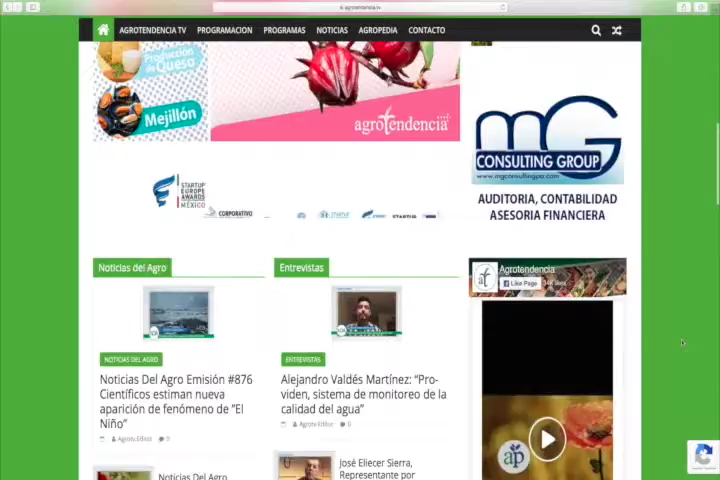 agrotendencia.tv
AGROTENDENCIA TV PROGRAMACION PROGRAMAS NOTICIAS AGROPEDIA CONTACTO
Producción
de Queso
Mejillón
agrotendencia
MG
CONSULTING GROUP
www.mgconsultingpa.com
AUDITORIA, CONTABILIDAD
ASESORIA FINANCIERA
STARTUP
EUROPE
AWARDS
MÉXICO
CORPORATIVO
STARTUP
Noticias del Agro
Entrevistas
Agrotendencia
Like Page
likes
NOTICIAS DEL AGRO
ENTREVISTAS
Noticias Del Agro Emisión #876
Científicos estiman nueva
aparición de fenómeno de "El
Niño"
Agrotv.Editor 0
Alejandro Valdés Martínez: “Pro-
viden, sistema de monitoreo de la
calidad del agua”
Agrotv.Editor 0
ap
Noticias Del Agro
José Eliecer Sierra,
Representante por